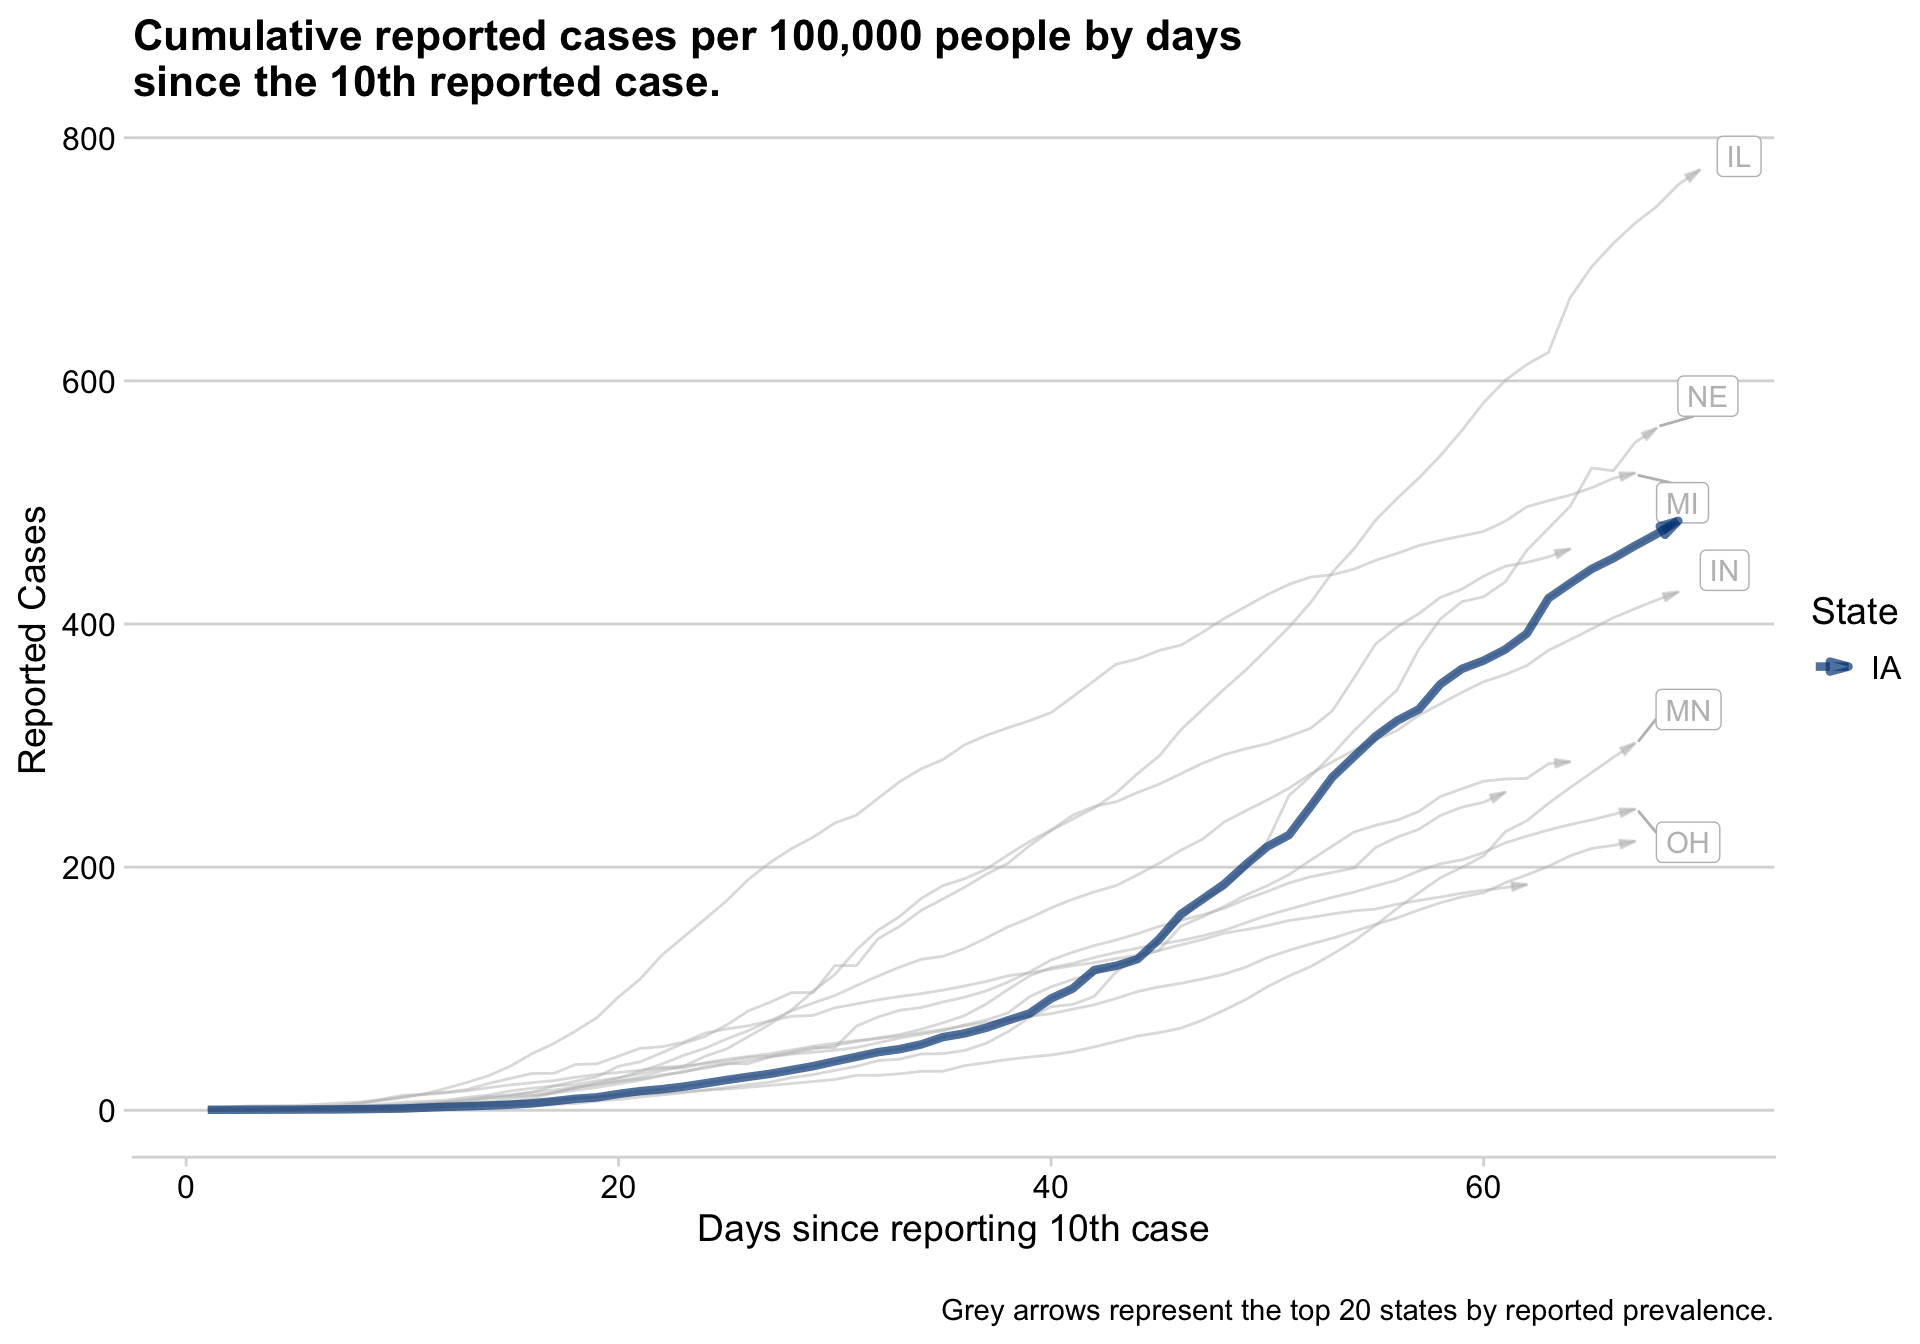 Cumulative reported cases per 100,000 people by days
since the 10th reported case.
800
600
400
200
0
Reported Cases
IL
NE
MI
IN
MN
OH
State
IA
0
20
40
60
Days since reporting 10th case
Grey arrows represent the top 20 states by reported prevalence.